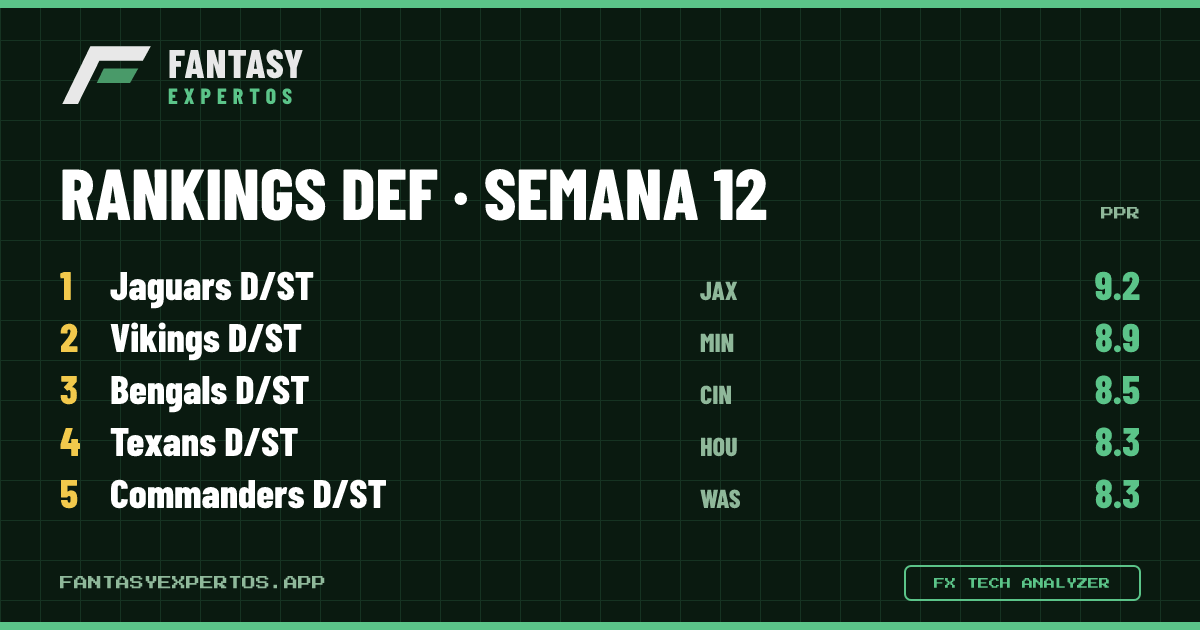 FANTASY
EXPERTOS
RANKINGS DEF · SEMANA 12
PPR
1 Jaguars D/ST JAX 9.2
2 Vikings D/ST MIN 8.9
3 Bengals D/ST CIN 8.5
4 Texans D/ST HOU 8.3
5 Commanders D/ST WAS 8.3
FANTASYEXPERTOS.APP
FX TECH ANALYZER